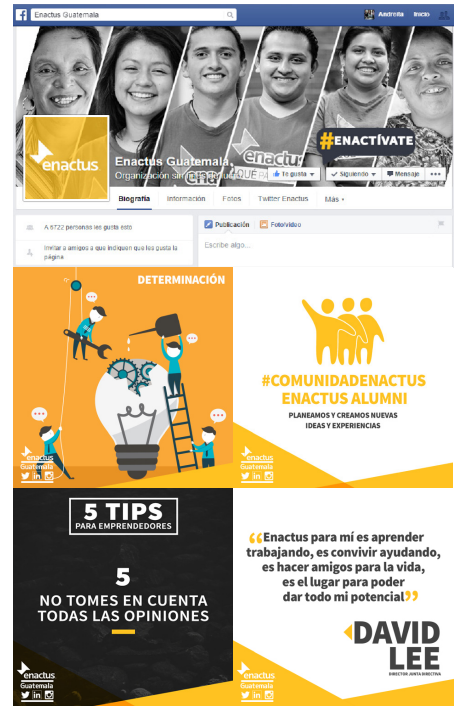 Enactus Guatemala
Andreita
Inicio
enactus
#ENACTÍVATE
enactus
Enactus Guatemala
Te gusta
Siguiendo
Mensaje
Biografía
Información
Fotos
Twitter Enactus
Más
A 6722 personas les gusta esto
Invitar a amigos a que indiquen que les gusta la
página
Publicación
Foto/video
Escribe algo...
DETERMINACIÓN
enactus
Guatemala
in
#COMUNIDADENACTUS
ENACTUS ALUMNI
PLANEAMOS Y CREAMOS NUEVAS
IDEAS Y EXPERIENCIAS
enactus
Guatemala
in
5 TIPS
PARA EMPRENDEDORES
5
NO TOMES EN CUENTA
TODAS LAS OPINIONES
enactus
Guatemala
in
“Enactus para mí es aprender
trabajando, es convivir ayudando,
es hacer amigos para la vida,
es el lugar para poder
dar todo mi potencial”
DAVID
LEE
DIRECTOR JUNTA DIRECTIVA
enactus
Guatemala
in